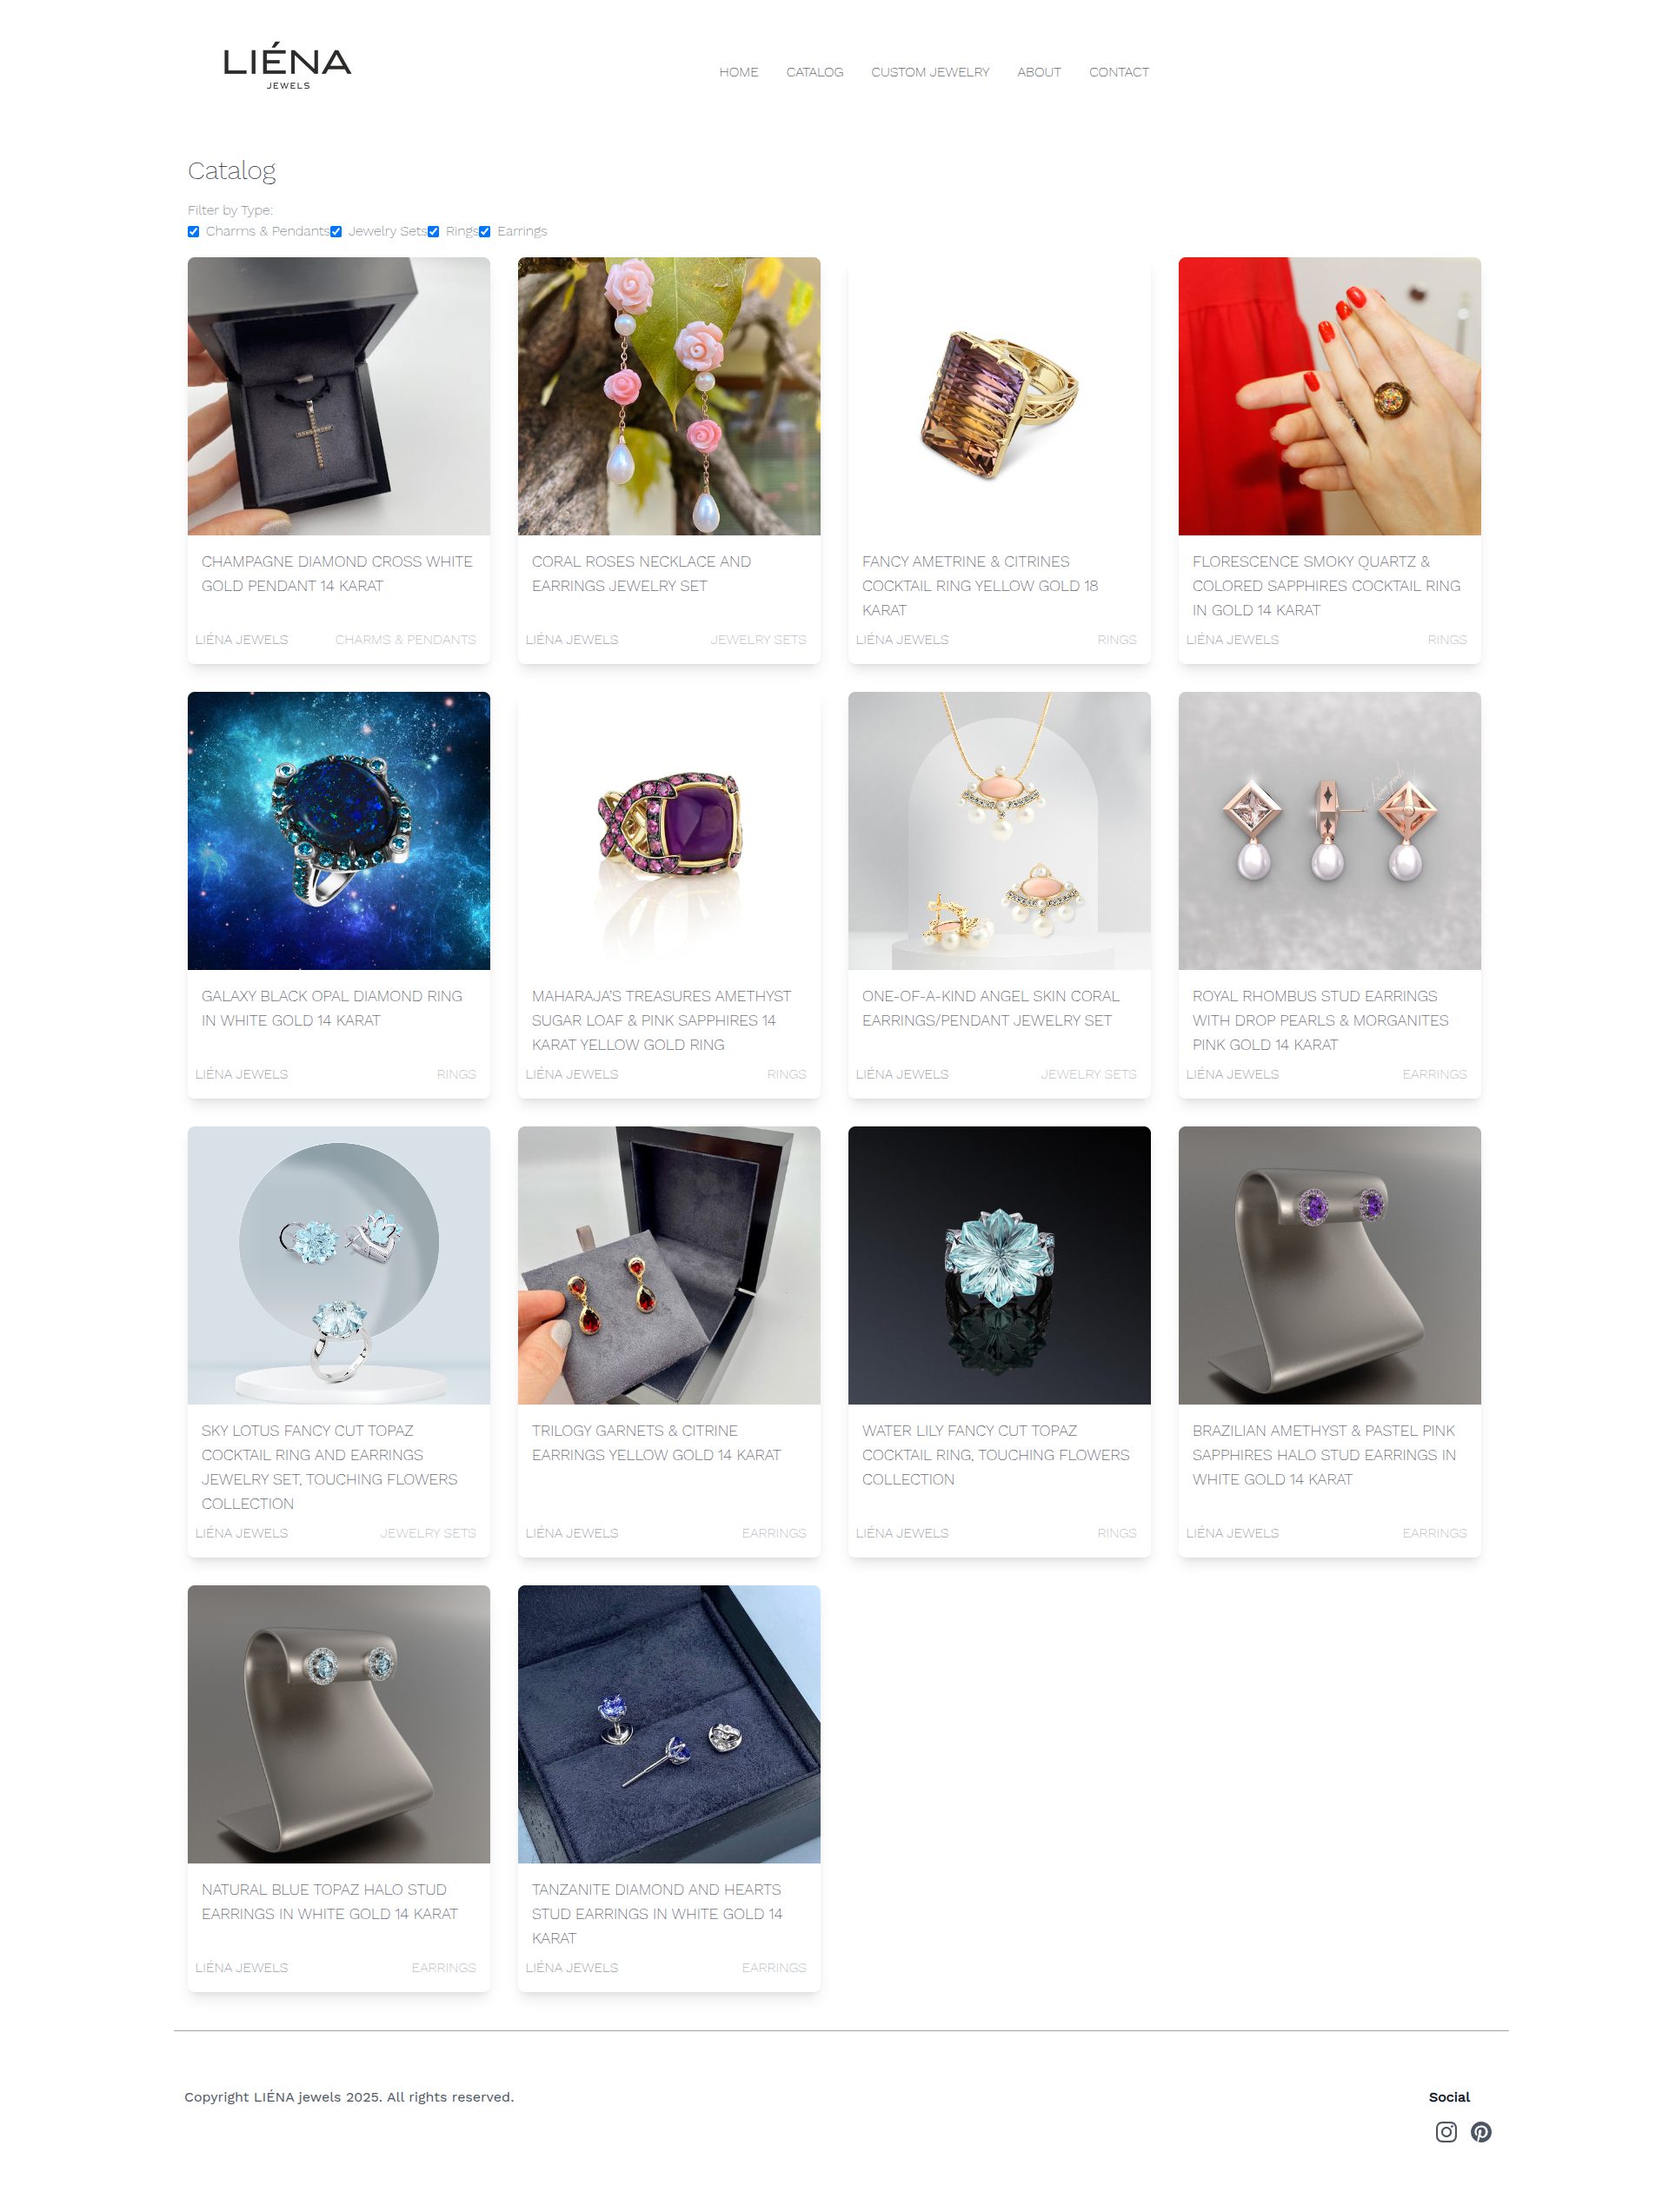 LIÉNA
JEWELS
HOME CATALOG CUSTOM JEWELRY ABOUT CONTACT
Catalog
Filter by Type:
Charms & Pendants Jewelry Sets Rings Earrings
CHAMPAGNE DIAMOND CROSS WHITE
GOLD PENDANT 14 KARAT
LIÉNA JEWELS CHARMS & PENDANTS
CORAL ROSES NECKLACE AND
EARRINGS JEWELRY SET
LIÉNA JEWELS JEWELRY SETS
FANCY AMETRINE & CITRINES
COCKTAIL RING YELLOW GOLD 18
KARAT
LIÉNA JEWELS RINGS
FLORESCENCE SMOKY QUARTZ &
COLORED SAPPHIRES COCKTAIL RING
IN GOLD 14 KARAT
LIÉNA JEWELS RINGS
GALAXY BLACK OPAL DIAMOND RING
IN WHITE GOLD 14 KARAT
LIÉNA JEWELS RINGS
MAHARAJA'S TREASURES AMETHYST
SUGAR LOAF & PINK SAPPHIRES 14
KARAT YELLOW GOLD RING
LIÉNA JEWELS RINGS
ONE-OF-A-KIND ANGEL SKIN CORAL
EARRINGS/PENDANT JEWELRY SET
LIÉNA JEWELS JEWELRY SETS
ROYAL RHOMBUS STUD EARRINGS
WITH DROP PEARLS & MORGANITES
PINK GOLD 14 KARAT
LIÉNA JEWELS EARRINGS
SKY LOTUS FANCY CUT TOPAZ
COCKTAIL RING AND EARRINGS
JEWELRY SET, TOUCHING FLOWERS
COLLECTION
LIÉNA JEWELS JEWELRY SETS
TRILOGY GARNETS & CITRINE
EARRINGS YELLOW GOLD 14 KARAT
LIÉNA JEWELS EARRINGS
WATER LILY FANCY CUT TOPAZ
COCKTAIL RING, TOUCHING FLOWERS
COLLECTION
LIÉNA JEWELS RINGS
BRAZILIAN AMETHYST & PASTEL PINK
SAPPHIRES HALO STUD EARRINGS IN
WHITE GOLD 14 KARAT
LIÉNA JEWELS EARRINGS
NATURAL BLUE TOPAZ HALO STUD
EARRINGS IN WHITE GOLD 14 KARAT
LIÉNA JEWELS EARRINGS
TANZANITE DIAMOND AND HEARTS
STUD EARRINGS IN WHITE GOLD 14
KARAT
LIÉNA JEWELS EARRINGS
Copyright LIÉNA jewels 2025. All rights reserved.
Social